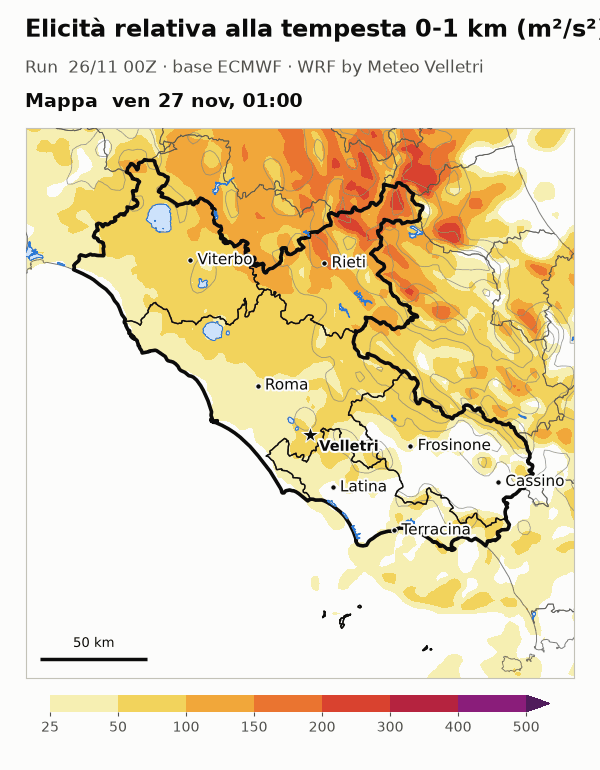 Elicità relativa alla tempesta 0-1 km (m²/s²)
Run 26/11 00Z · base ECMWF · WRF by Meteo Velletri
Mappa ven 27 nov, 01:00
Viterbo
Rieti
Roma
Velletri
Frosinone
Cassino
Latina
Terracina
50 km
25 50 100 150 200 300 400 500